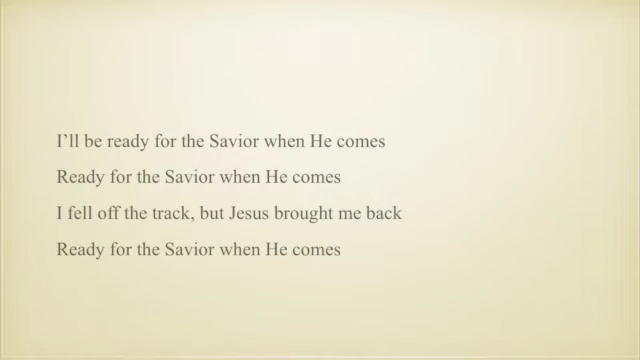 I’ll be ready for the Savior when He comes
Ready for the Savior when He comes
I fell off the track, but Jesus brought me back
Ready for the Savior when He comes